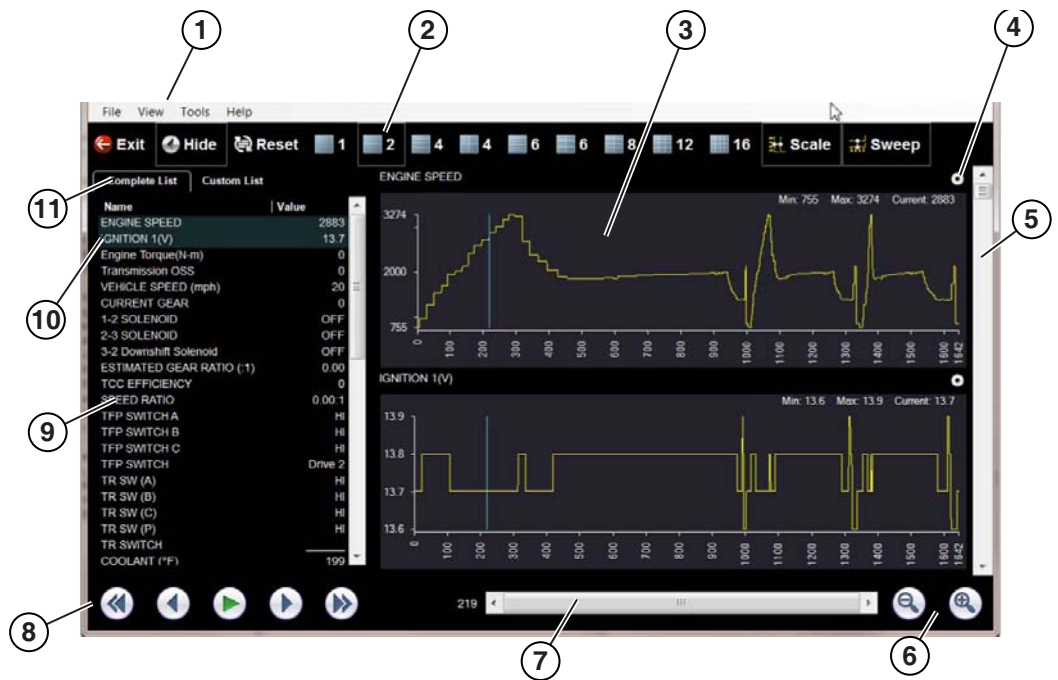 1 2 3 4
File View Tools Help
Exit Hide Reset 1 2 4 4 6 6 8 12 16 Scale Sweep
Complete List Custom List
Name Value
ENGINE SPEED 2883
IGNITION 1(V) 13.7
Engine Torque(N-m) 0
Transmission OSS 0
VEHICLE SPEED (mph) 20
CURRENT GEAR 0
1-2 SOLENOID OFF
2-3 SOLENOID OFF
3-2 Downshift Solenoid OFF
ESTIMATED GEAR RATIO (:1) 0.00
TCC EFFICIENCY 0
SPEED RATIO 0.00:1
TFP SWITCH A HI
TFP SWITCH B HI
TFP SWITCH C HI
TFP SWITCH Drive 2
TR SW (A) HI
TR SW (B) HI
TR SW (C) HI
TR SW (P) HI
TR SWITCH
COOLANT (°F) 199
ENGINE SPEED
Min: 755 Max: 3274 Current: 2883
3274
2000
755
0 100 200 300 400 500 600 700 800 900 1000 1100 1200 1300 1400 1500 1600 1642
IGNITION 1(V)
Min: 13.6 Max: 13.9 Current: 13.7
13.9
13.8
13.7
13.6
0 100 200 300 400 500 600 700 800 900 1000 1100 1200 1300 1400 1500 1600 1642
219
11
10
9
8
5
7
6